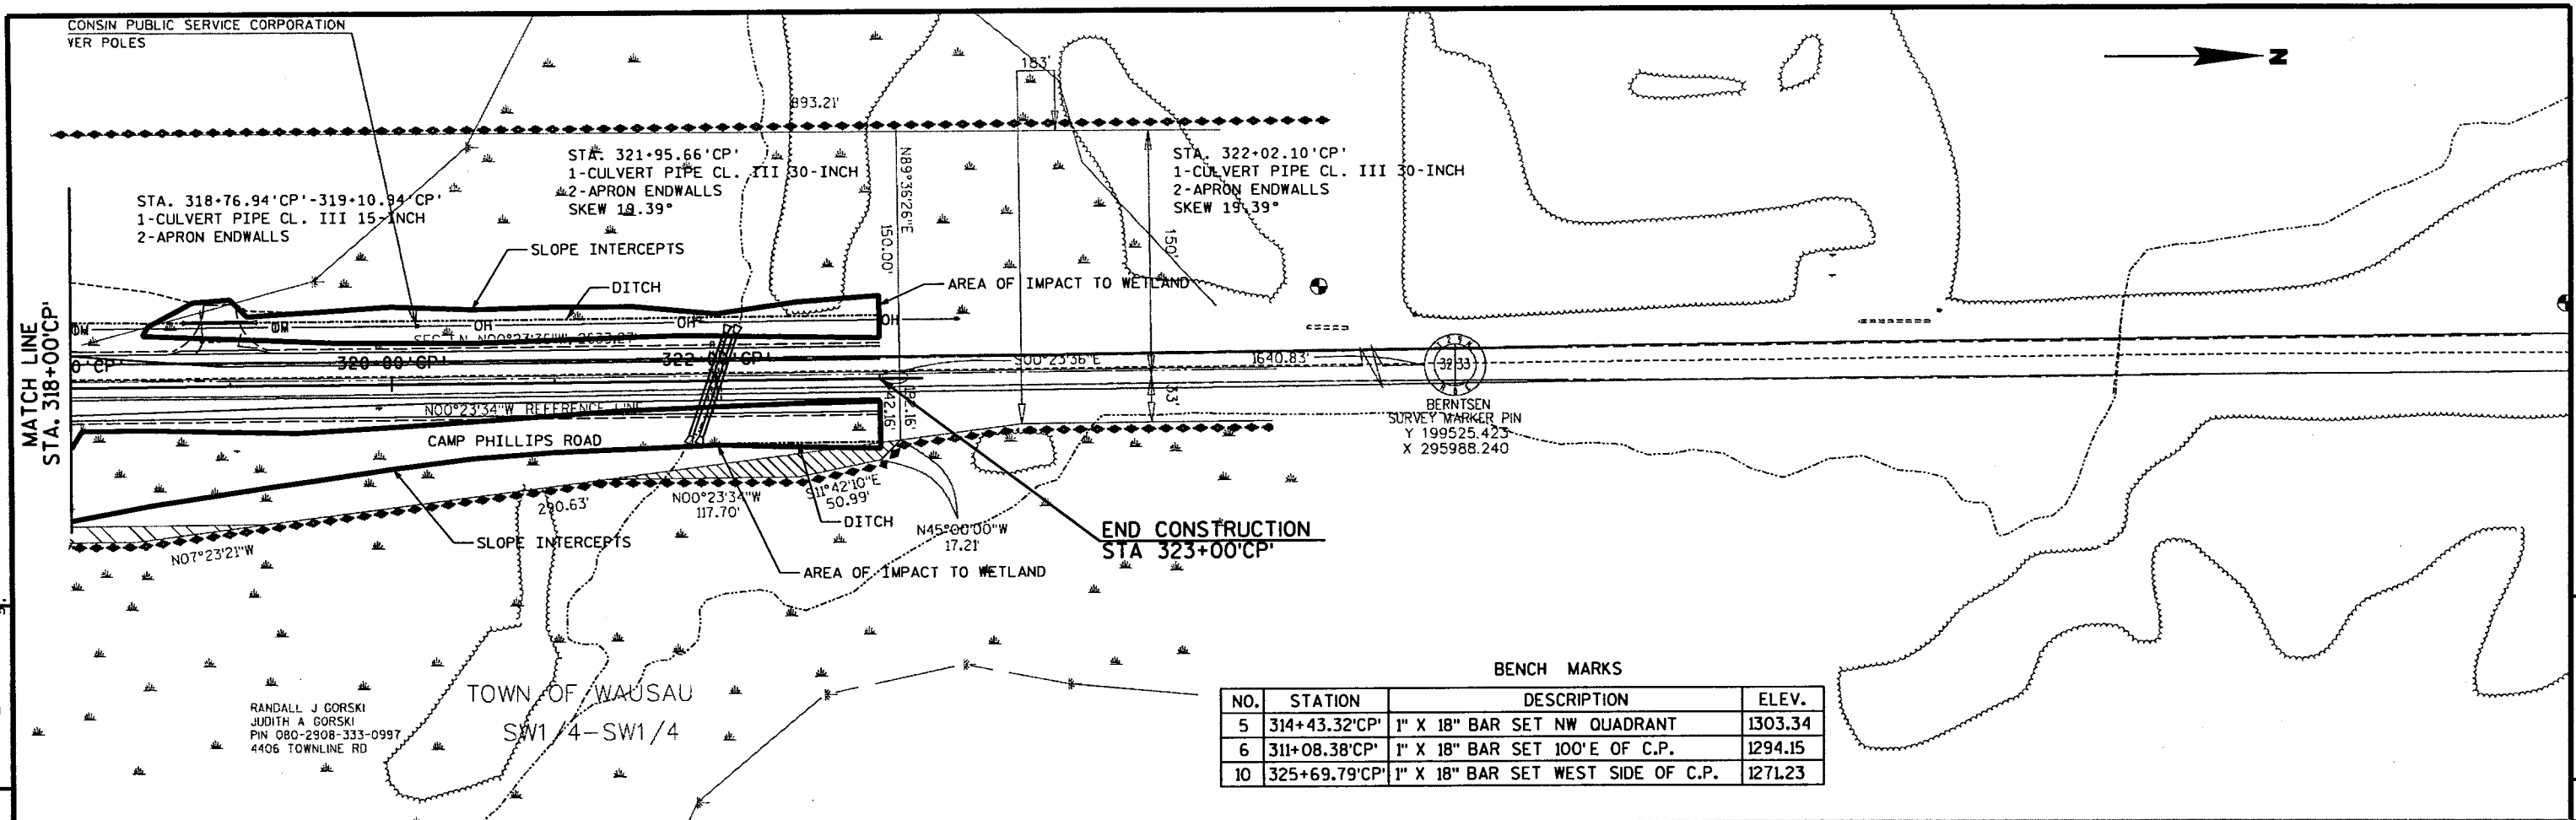 CONSIN PUBLIC SERVICE CORPORATION
VER POLES
N
183'
893.21'
STA. 318+76.94'CP'-319+10.94'CP'
1-CULVERT PIPE CL. III 15-INCH
2-APRON ENDWALLS
STA. 321+95.66'CP'
1-CULVERT PIPE CL. III 30-INCH
2-APRON ENDWALLS
SKEW 19.39°
N89°36'26"E
150.00'
150'
STA. 322+02.10'CP'
1-CULVERT PIPE CL. III 30-INCH
2-APRON ENDWALLS
SKEW 19.39°
SLOPE INTERCEPTS
DITCH
AREA OF IMPACT TO WETLAND
OH
OH
OH
MATCH LINE
STA. 318+00'CP'
0'CP'
320+00'CP'
322+00'CP'
S00°23'36"E
1640.83'
32 33
33'
N00°23'34"W REFERENCE LINE
CAMP PHILLIPS ROAD
42.16'
BERNTSEN
SURVEY MARKER PIN
Y 199525.423
X 295988.240
290.63'
N00°23'34"W
117.70'
S11°42'10"E
50.99'
DITCH
N45°00'00"W
17.21'
END CONSTRUCTION
STA 323+00'CP'
N07°23'21"W
SLOPE INTERCEPTS
AREA OF IMPACT TO WETLAND
TOWN OF WAUSAU
SW1/4-SW1/4
RANDALL J GORSKI
JUDITH A GORSKI
PIN 080-2908-333-0997
4406 TOWNLINE RD
BENCH MARKS
NO. STATION DESCRIPTION ELEV.
5 314+43.32'CP' 1" X 18" BAR SET NW QUADRANT 1303.34
6 311+08.38'CP' 1" X 18" BAR SET 100'E OF C.P. 1294.15
10 325+69.79'CP' 1" X 18" BAR SET WEST SIDE OF C.P. 1271.23